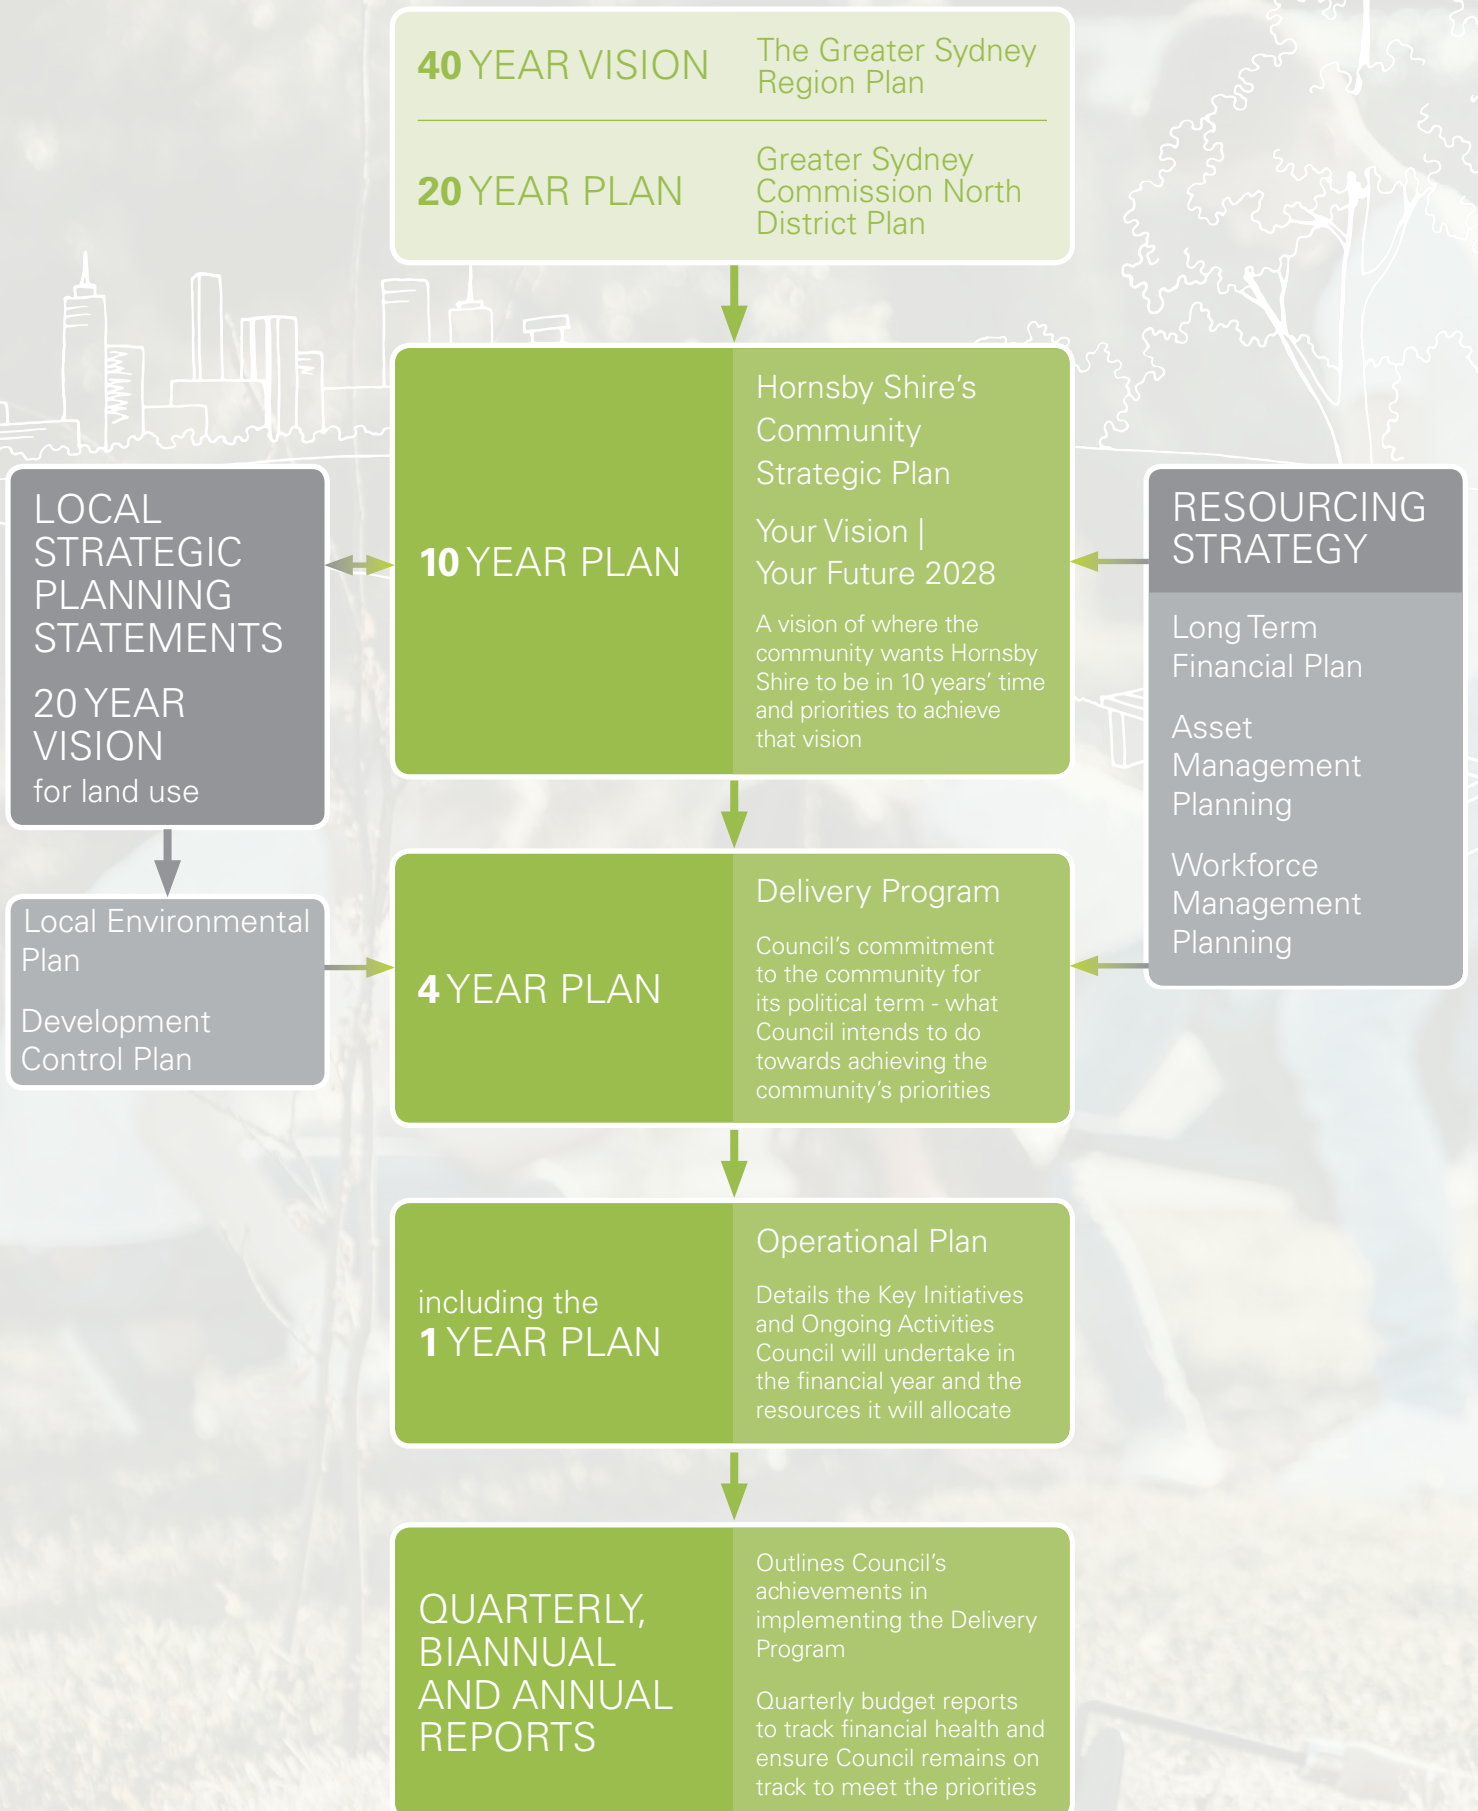 40 YEAR VISION
The Greater Sydney
Region Plan
20 YEAR PLAN
Greater Sydney
Commission North
District Plan
10 YEAR PLAN
Hornsby Shire’s
Community
Strategic Plan
Your Vision |
Your Future 2028
A vision of where the
community wants Hornsby
Shire to be in 10 years’ time
and priorities to achieve
that vision
LOCAL
STRATEGIC
PLANNING
STATEMENTS
20 YEAR
VISION
for land use
Local Environmental
Plan
Development
Control Plan
RESOURCING
STRATEGY
Long Term
Financial Plan
Asset
Management
Planning
Workforce
Management
Planning
4 YEAR PLAN
Delivery Program
Council’s commitment
to the community for
its political term - what
Council intends to do
towards achieving the
community’s priorities
including the
1 YEAR PLAN
Operational Plan
Details the Key Initiatives
and Ongoing Activities
Council will undertake in
the financial year and the
resources it will allocate
QUARTERLY,
BIANNUAL
AND ANNUAL
REPORTS
Outlines Council’s
achievements in
implementing the Delivery
Program
Quarterly budget reports
to track financial health and
ensure Council remains on
track to meet the priorities